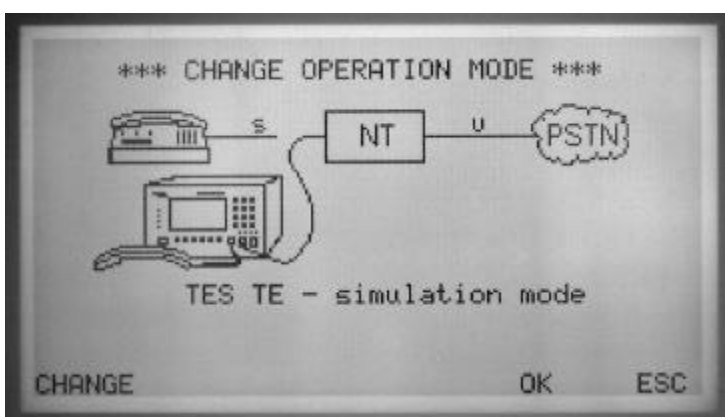 *** CHANGE OPERATION MODE ***
S
NT
U
PSTN
TES TE - simulation mode
CHANGE OK ESC